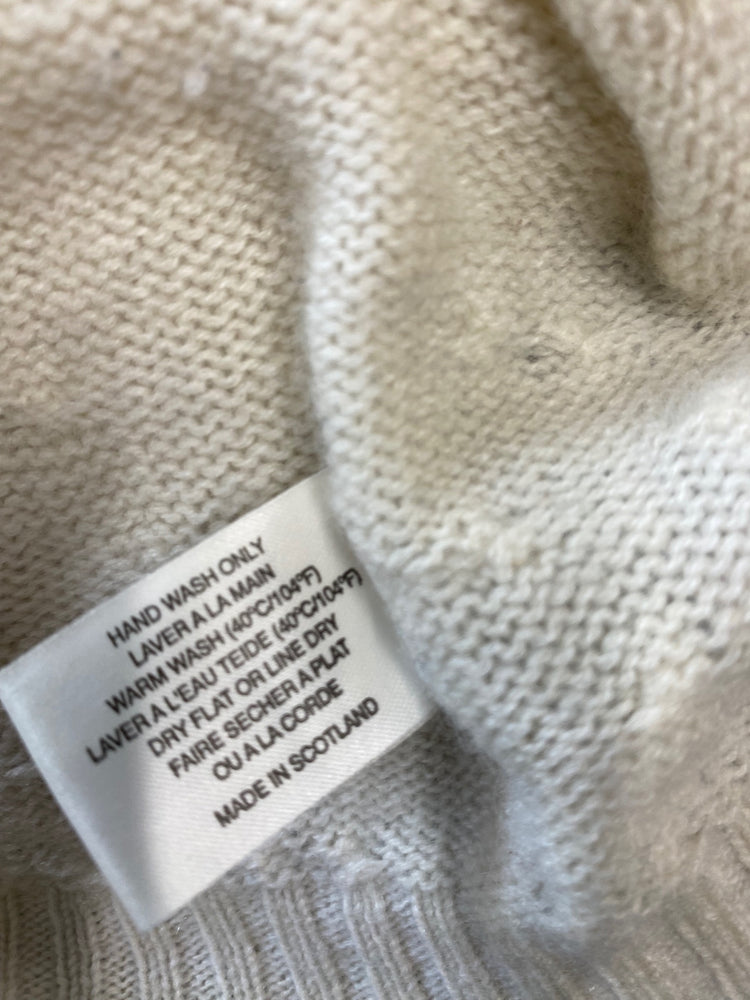 HAND WASH ONLY
LAVER A LA MAIN
WARM WASH (40°C/104°F)
LAVER A L'EAU TEIDE (40°C/104°F)
DRY FLAT OR LINE DRY
FAIRE SECHER A PLAT
OU A LA CORDE
MADE IN SCOTLAND